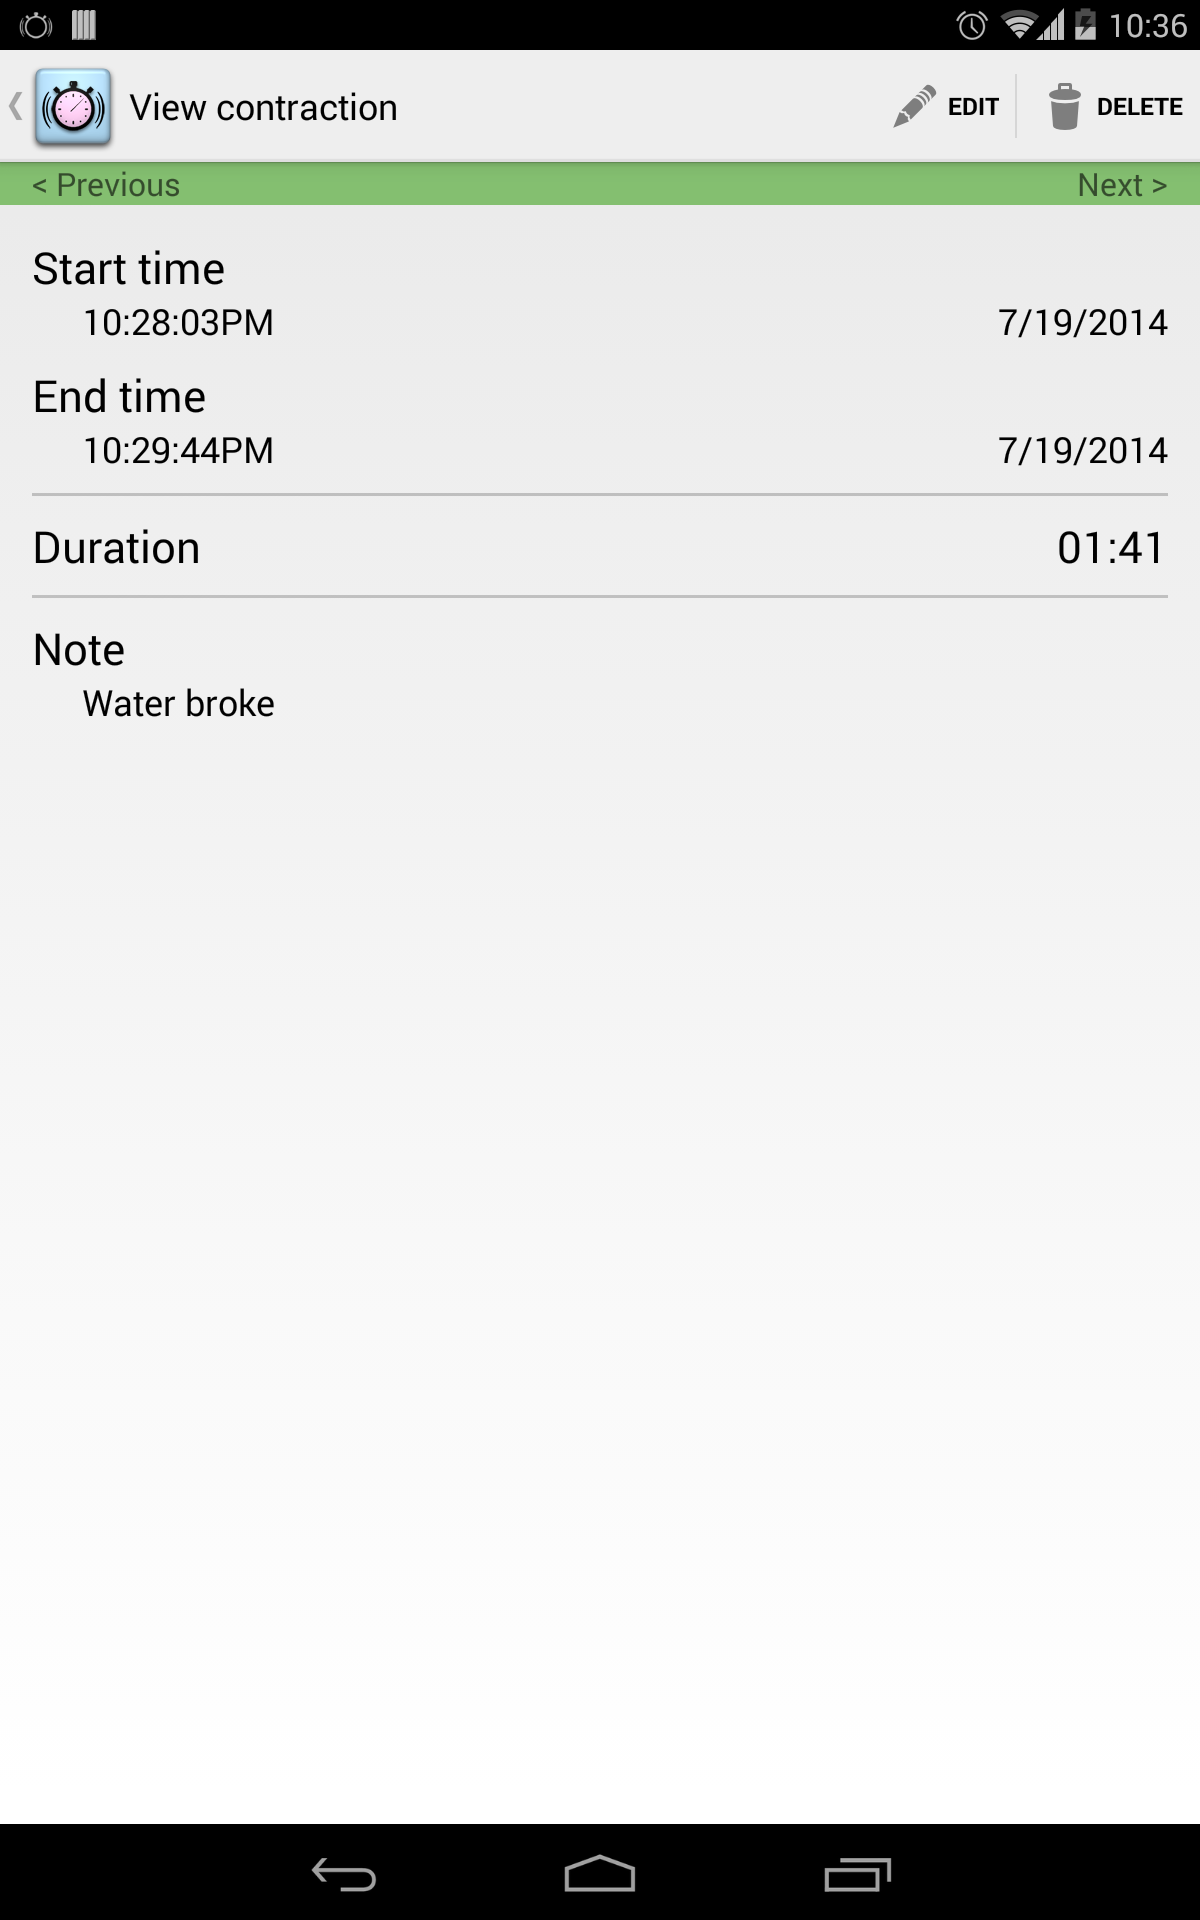 10:36
View contraction
EDIT
DELETE
< Previous
Next >
Start time
10:28:03PM
7/19/2014
End time
10:29:44PM
7/19/2014
Duration
01:41
Note
Water broke